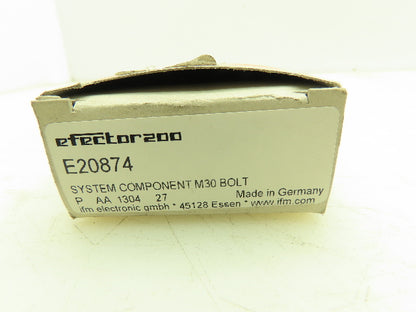 efector200
E20874
SYSTEM COMPONENT M30 BOLT
P AA 1304 27 Made in Germany
ifm electronic gmbh * 45128 Essen * www.ifm.com